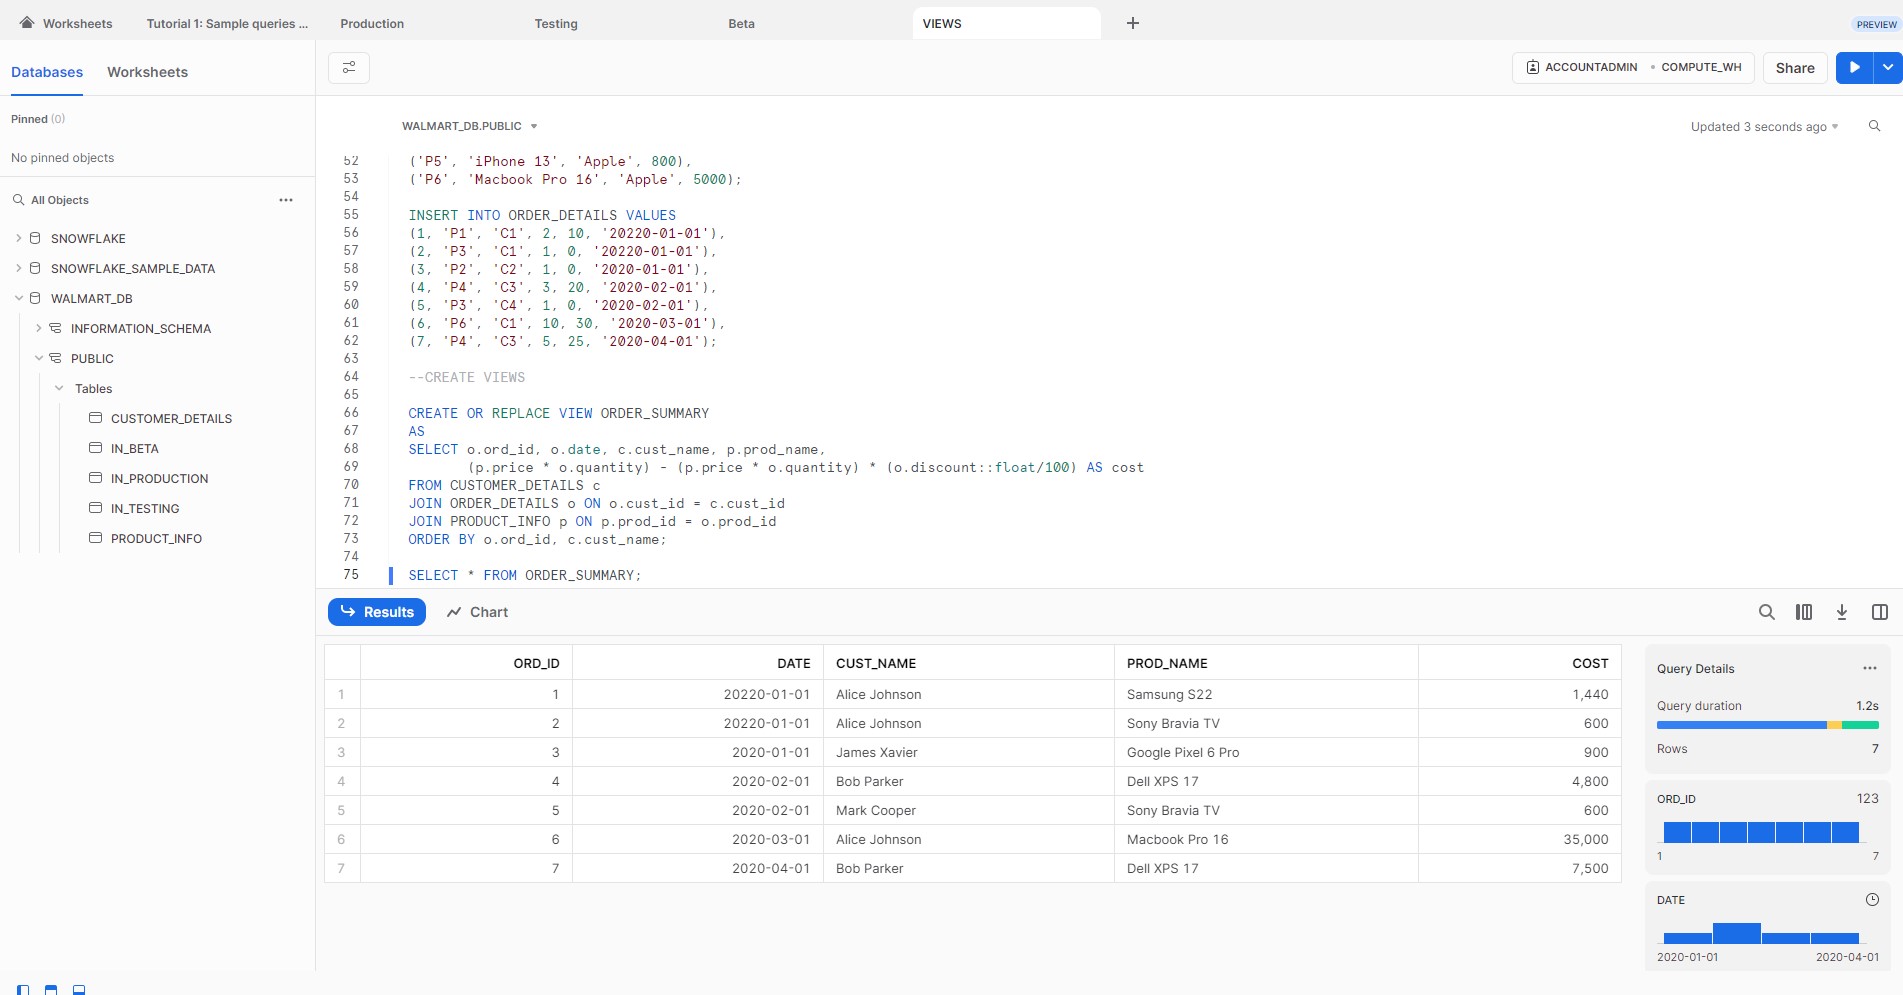 Worksheets
Tutorial 1: Sample queries ...
Production
Testing
Beta
VIEWS
PREVIEW
Databases
Worksheets
ACCOUNTADMIN
COMPUTE_WH
Share
Pinned (0)
No pinned objects
All Objects
SNOWFLAKE
SNOWFLAKE_SAMPLE_DATA
WALMART_DB
INFORMATION_SCHEMA
PUBLIC
Tables
CUSTOMER_DETAILS
IN_BETA
IN_PRODUCTION
IN_TESTING
PRODUCT_INFO
WALMART_DB.PUBLIC
Updated 3 seconds ago
52 ('P5', 'iPhone 13', 'Apple', 800),
53 ('P6', 'Macbook Pro 16', 'Apple', 5000);
54
55 INSERT INTO ORDER_DETAILS VALUES
56 (1, 'P1', 'C1', 2, 10, '20220-01-01'),
57 (2, 'P3', 'C1', 1, 0, '20220-01-01'),
58 (3, 'P2', 'C2', 1, 0, '2020-01-01'),
59 (4, 'P4', 'C3', 3, 20, '2020-02-01'),
60 (5, 'P3', 'C4', 1, 0, '2020-02-01'),
61 (6, 'P6', 'C1', 10, 30, '2020-03-01'),
62 (7, 'P4', 'C3', 5, 25, '2020-04-01');
63
64 --CREATE VIEWS
65
66 CREATE OR REPLACE VIEW ORDER_SUMMARY
67 AS
68 SELECT o.ord_id, o.date, c.cust_name, p.prod_name,
69 (p.price * o.quantity) - (p.price * o.quantity) * (o.discount::float/100) AS cost
70 FROM CUSTOMER_DETAILS c
71 JOIN ORDER_DETAILS o ON o.cust_id = c.cust_id
72 JOIN PRODUCT_INFO p ON p.prod_id = o.prod_id
73 ORDER BY o.ord_id, c.cust_name;
74
75 SELECT * FROM ORDER_SUMMARY;
Results
Chart
ORD_ID DATE CUST_NAME PROD_NAME COST
1 1 20220-01-01 Alice Johnson Samsung S22 1,440
2 2 20220-01-01 Alice Johnson Sony Bravia TV 600
3 3 2020-01-01 James Xavier Google Pixel 6 Pro 900
4 4 2020-02-01 Bob Parker Dell XPS 17 4,800
5 5 2020-02-01 Mark Cooper Sony Bravia TV 600
6 6 2020-03-01 Alice Johnson Macbook Pro 16 35,000
7 7 2020-04-01 Bob Parker Dell XPS 17 7,500
Query Details
Query duration 1.2s
Rows 7
ORD_ID 123
1 7
DATE
2020-01-01 2020-04-01